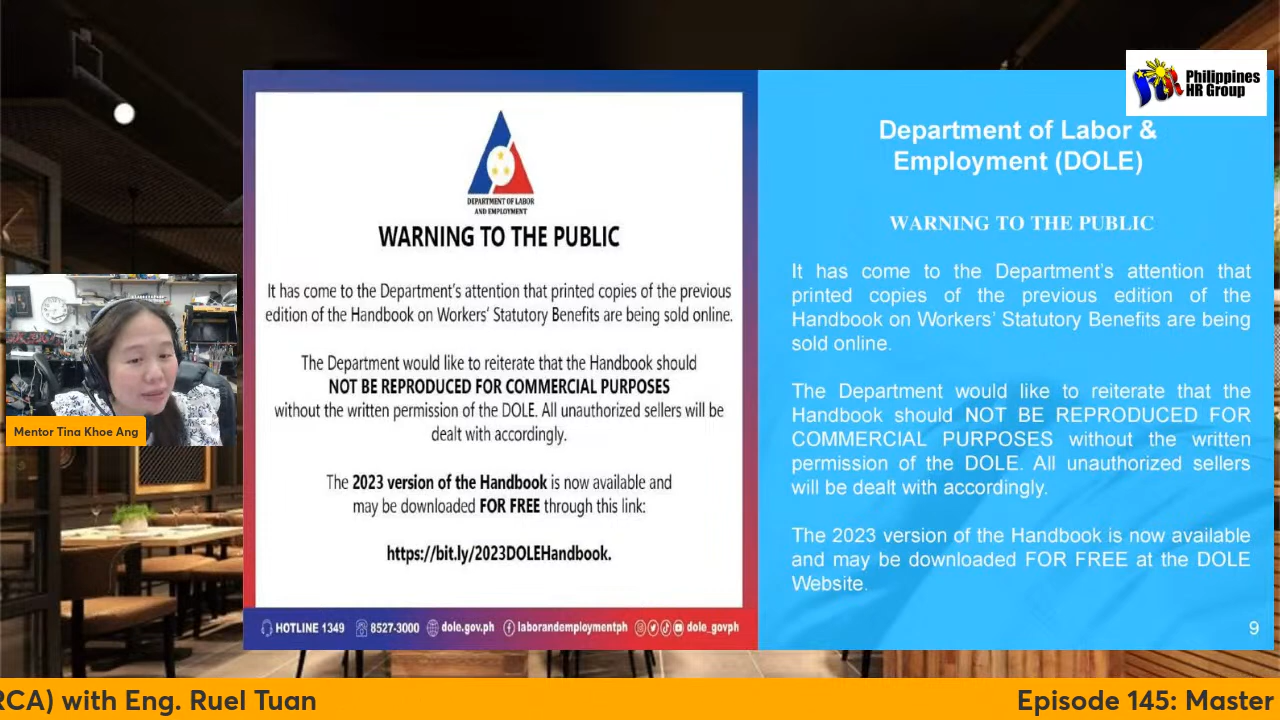 Philippines
HR Group
DEPARTMENT OF LABOR
AND EMPLOYMENT
WARNING TO THE PUBLIC
It has come to the Department's attention that printed copies of the previous
edition of the Handbook on Workers' Statutory Benefits are being sold online.
The Department would like to reiterate that the Handbook should
NOT BE REPRODUCED FOR COMMERCIAL PURPOSES
without the written permission of the DOLE. All unauthorized sellers will be
dealt with accordingly.
The 2023 version of the Handbook is now available and
may be downloaded FOR FREE through this link:
https://bit.ly/2023DOLEHandbook.
HOTLINE 1349 8527-3000 dole.gov.ph laborandemploymentph dole_govph
Department of Labor &
Employment (DOLE)
WARNING TO THE PUBLIC
It has come to the Department's attention that
printed copies of the previous edition of the
Handbook on Workers' Statutory Benefits are being
sold online.
The Department would like to reiterate that the
Handbook should NOT BE REPRODUCED FOR
COMMERCIAL PURPOSES without the written
permission of the DOLE. All unauthorized sellers
will be dealt with accordingly.
The 2023 version of the Handbook is now available
and may be downloaded FOR FREE at the DOLE
Website.
9
Mentor Tina Khoe Ang
RCA) with Eng. Ruel Tuan
Episode 145: Master